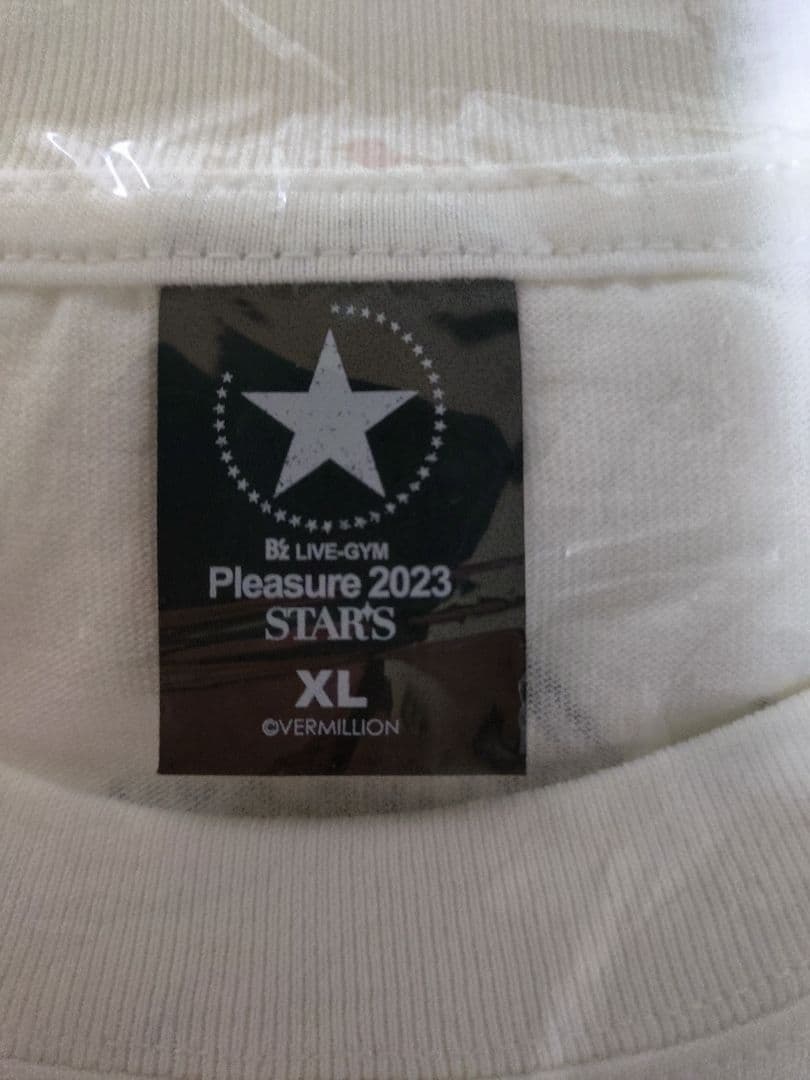 B'z LIVE-GYM
Pleasure 2023
STARS
XL
©VERMILLION